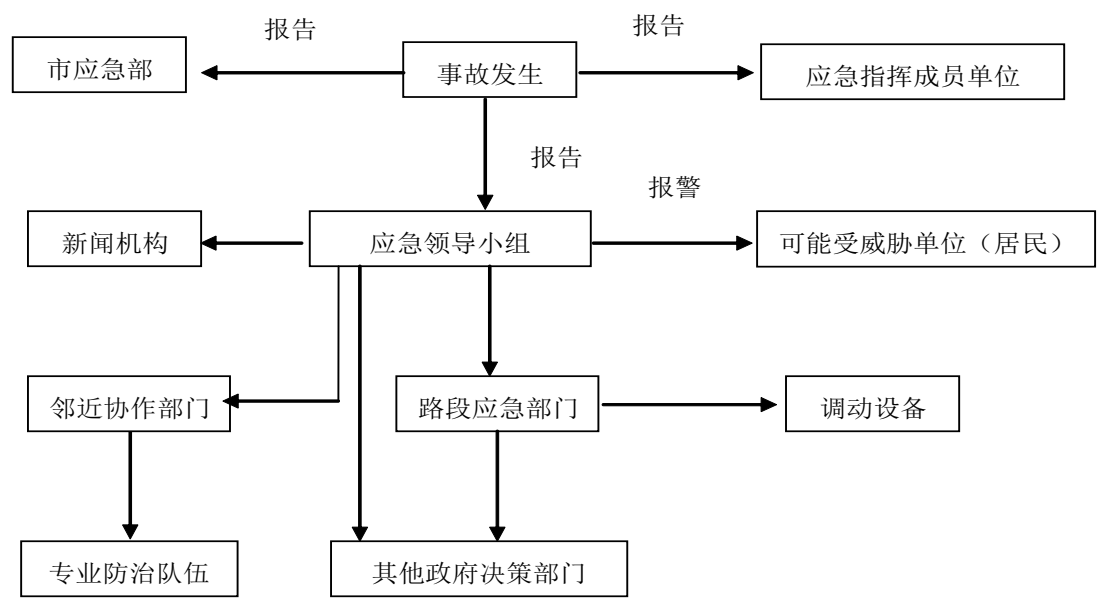 报告
报告
市应急部
事故发生
应急指挥成员单位
报告
报警
新闻机构
应急领导小组
可能受威胁单位（居民）
邻近协作部门
路段应急部门
调动设备
专业防治队伍
其他政府决策部门